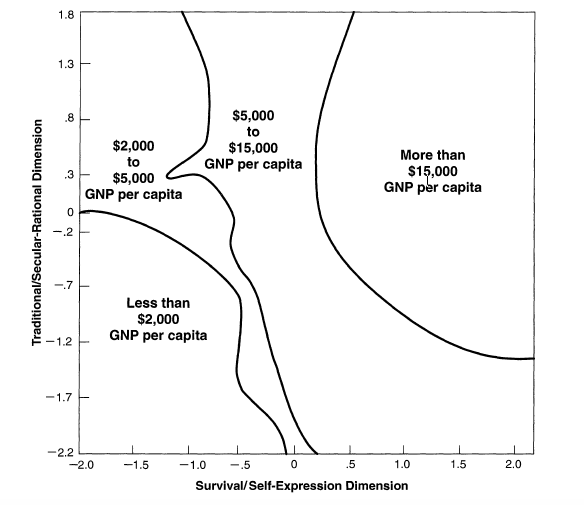 1.8
1.3
.8
.3
0
−.2
−.7
−1.2
−1.7
−2.2
Traditional/Secular-Rational Dimension
$5,000
to
$15,000
GNP per capita
$2,000
to
$5,000
GNP per capita
More than
$15,000
GNP per capita
Less than
$2,000
GNP per capita
−2.0 −1.5 −1.0 −.5 0 .5 1.0 1.5 2.0
Survival/Self-Expression Dimension